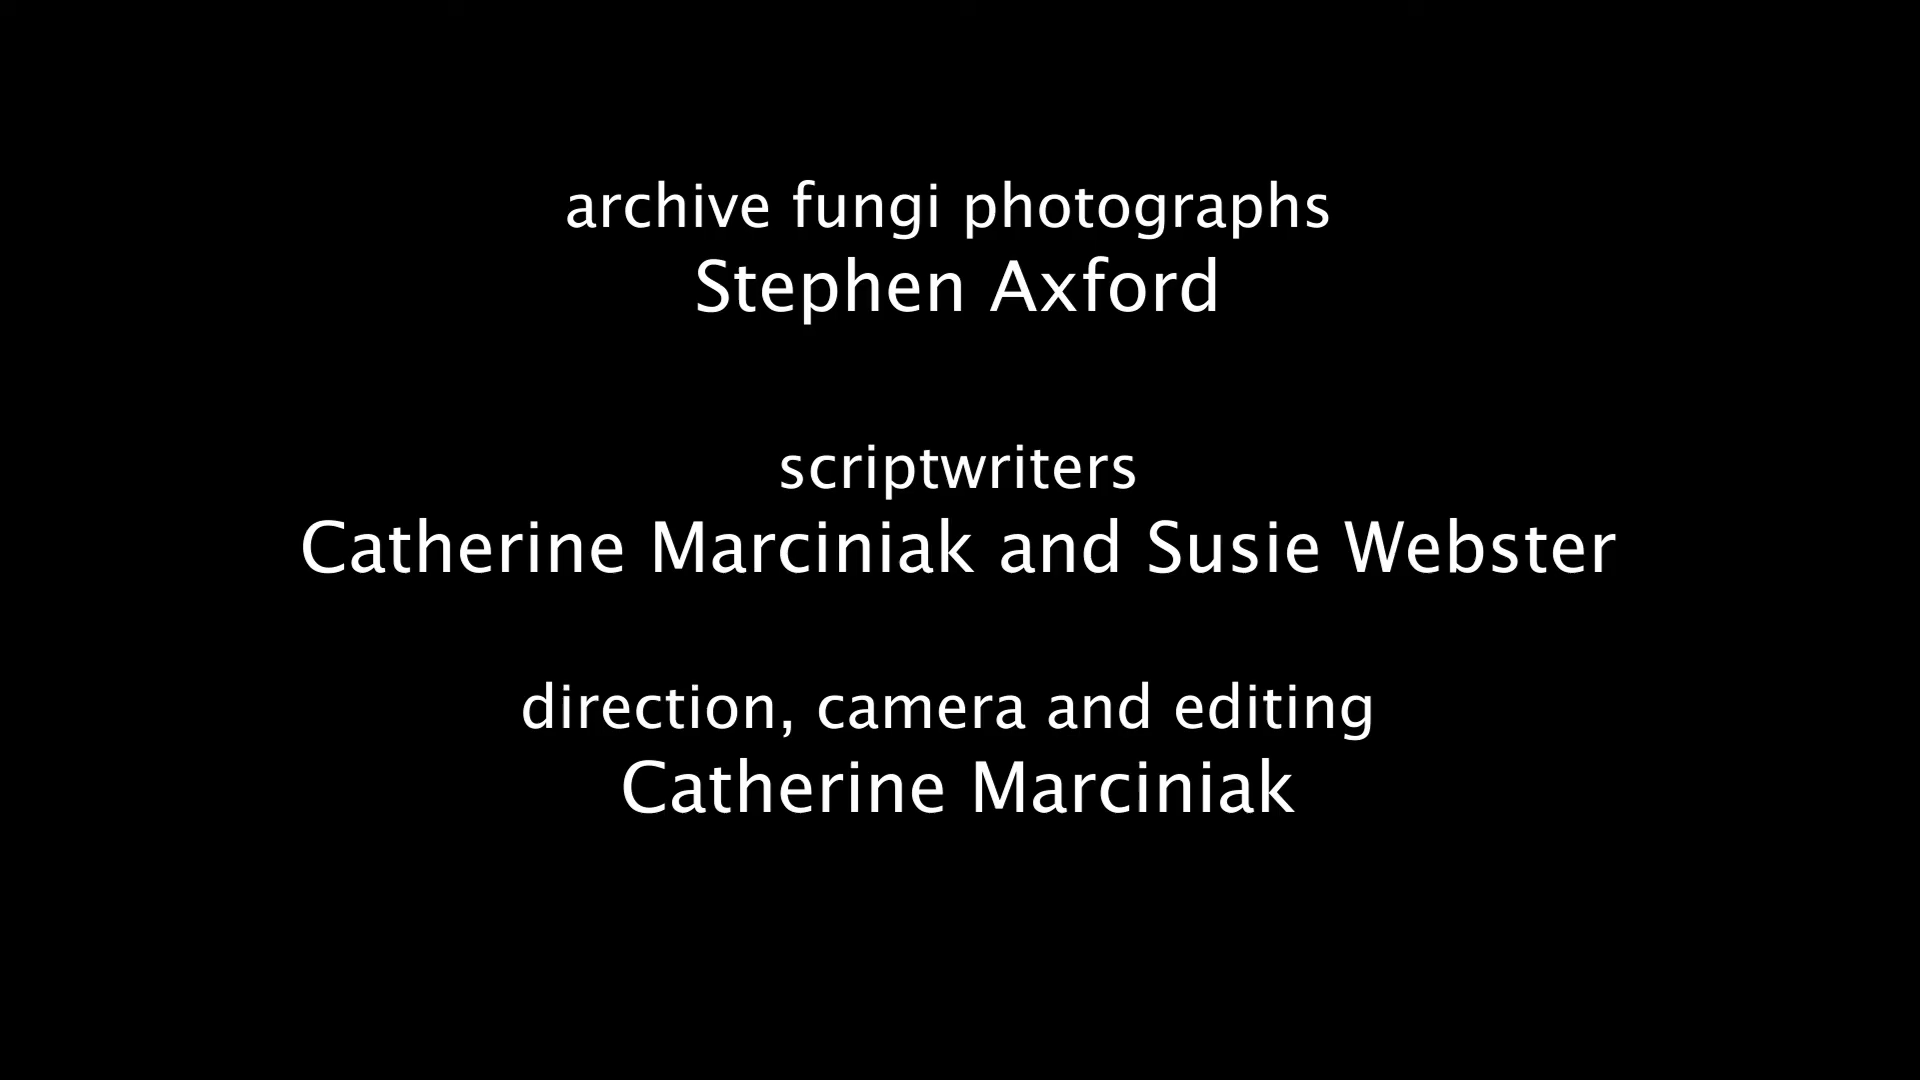 archive fungi photographs
Stephen Axford
scriptwriters
Catherine Marciniak and Susie Webster
direction, camera and editing
Catherine Marciniak